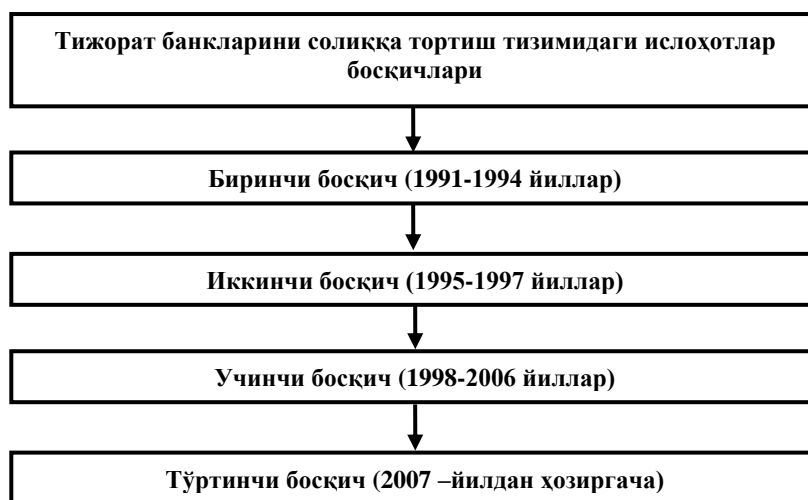 Тижорат банкларини солиққа тортиш тизимидаги ислоҳотлар
босқичлари
Биринчи босқич (1991-1994 йиллар)
Иккинчи босқич (1995-1997 йиллар)
Учинчи босқич (1998-2006 йиллар)
Тўртинчи босқич (2007 –йилдан ҳозиргача)